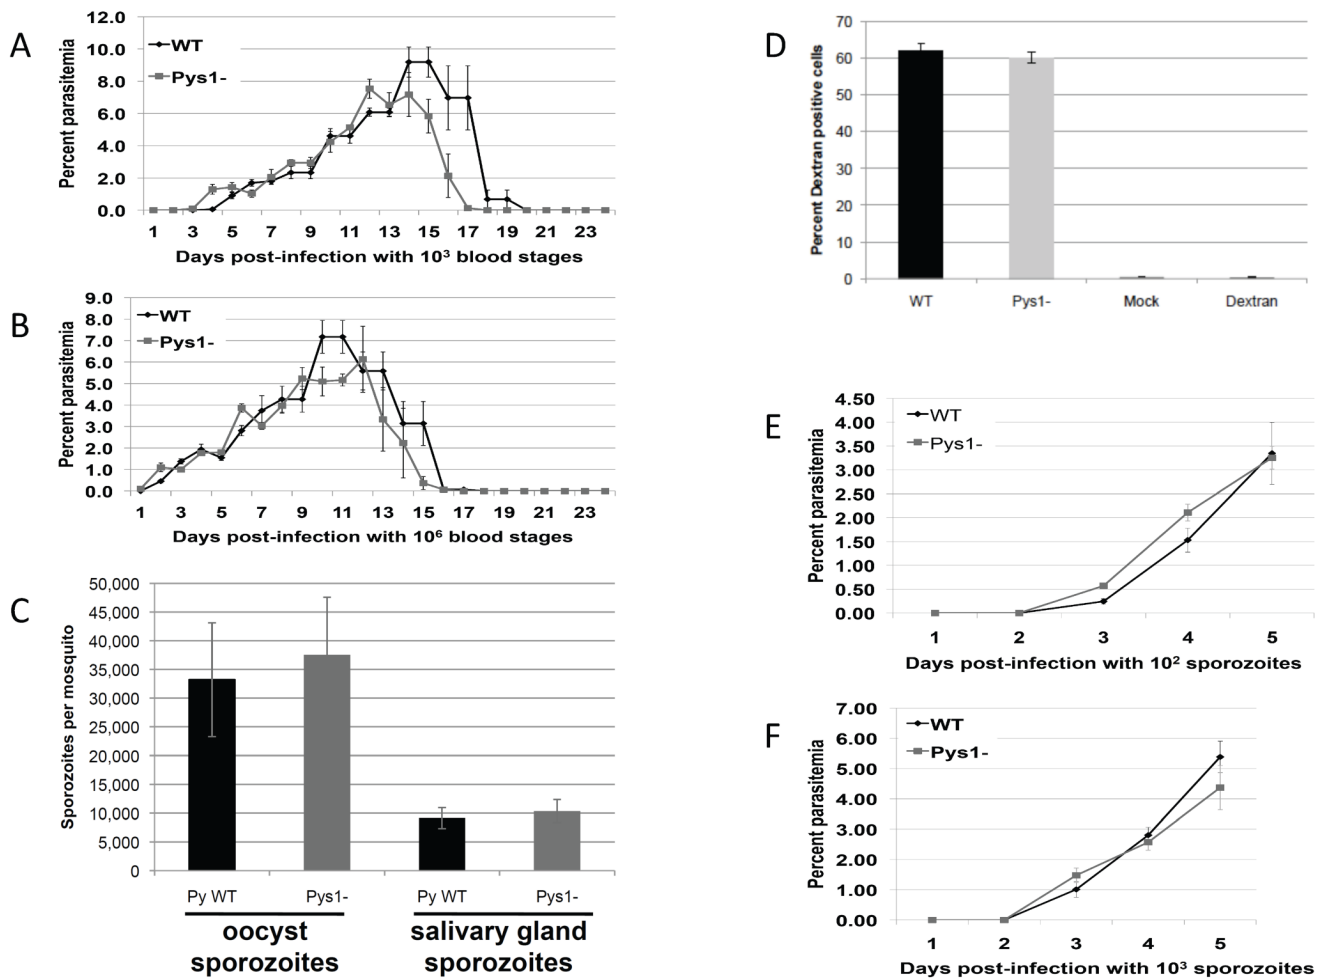 A
Percent parasitemia
12.0
10.0
8.0
6.0
4.0
2.0
0.0
WT
Pys1-
1 3 5 7 9 11 13 15 17 19 21 23
Days post-infection with 10³ blood stages
B
Percent parasitemia
9.0
8.0
7.0
6.0
5.0
4.0
3.0
2.0
1.0
0.0
WT
Pys1-
1 3 5 7 9 11 13 15 17 19 21 23
Days post-infection with 10⁶ blood stages
C
Sporozoites per mosquito
50,000
45,000
40,000
35,000
30,000
25,000
20,000
15,000
10,000
5,000
0
Py WT Pys1- Py WT Pys1-
oocyst sporozoites
salivary gland sporozoites
D
Percent Dextran positive cells
70
60
50
40
30
20
10
0
WT Pys1- Mock Dextran
E
Percent parasitemia
4.50
4.00
3.50
3.00
2.50
2.00
1.50
1.00
0.50
0.00
WT
Pys1-
1 2 3 4 5
Days post-infection with 10² sporozoites
F
Percent parasitemia
7.00
6.00
5.00
4.00
3.00
2.00
1.00
0.00
WT
Pys1-
1 2 3 4 5
Days post-infection with 10³ sporozoites